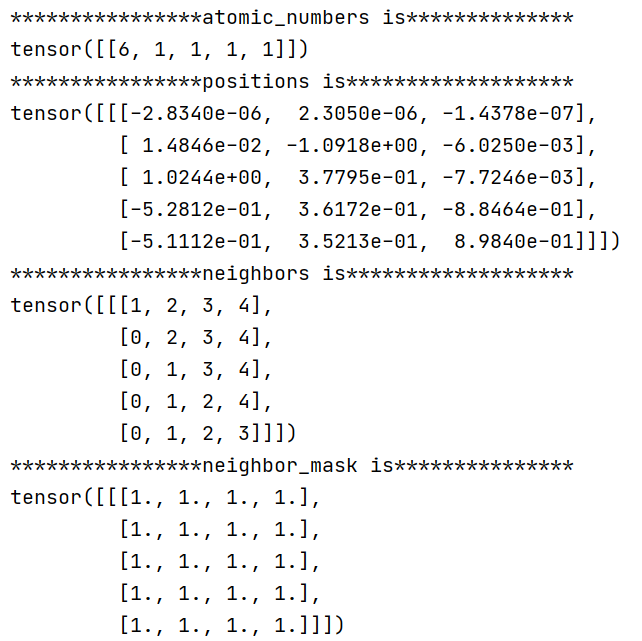 ****************atomic_numbers is**************
tensor([[6, 1, 1, 1, 1]])
****************positions is*******************
tensor([[[-2.8340e-06,  2.3050e-06, -1.4378e-07],
         [ 1.4846e-02, -1.0918e+00, -6.0250e-03],
         [ 1.0244e+00,  3.7795e-01, -7.7246e-03],
         [-5.2812e-01,  3.6172e-01, -8.8464e-01],
         [-5.1112e-01,  3.5213e-01,  8.9840e-01]]])
****************neighbors is*******************
tensor([[[1, 2, 3, 4],
         [0, 2, 3, 4],
         [0, 1, 3, 4],
         [0, 1, 2, 4],
         [0, 1, 2, 3]]])
****************neighbor_mask is***************
tensor([[[1., 1., 1., 1.],
         [1., 1., 1., 1.],
         [1., 1., 1., 1.],
         [1., 1., 1., 1.],
         [1., 1., 1., 1.]]])